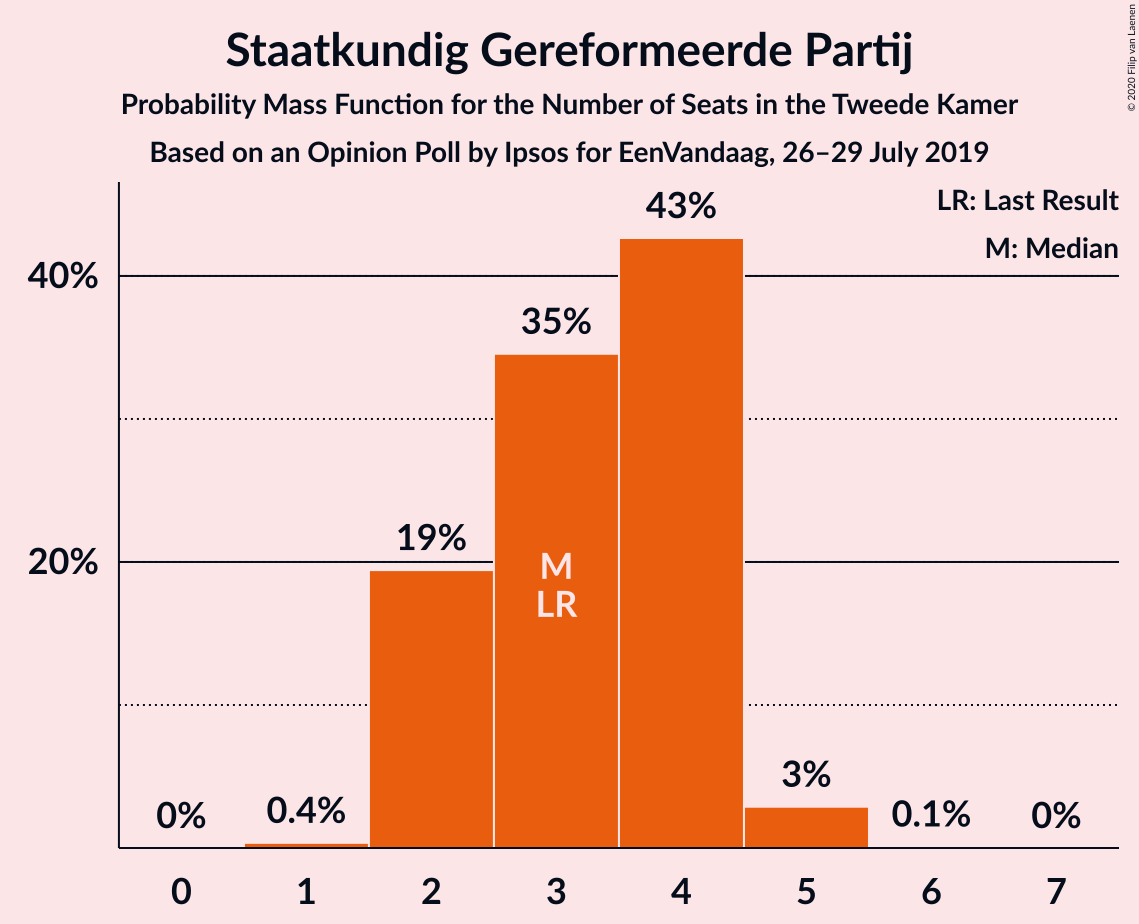 Staatkundig Gereformeerde Partij
Probability Mass Function for the Number of Seats in the Tweede Kamer
Based on an Opinion Poll by Ipsos for EenVandaag, 26–29 July 2019
© 2020 Filip van Laenen
LR: Last Result
M: Median
43%
40%
35%
19%
20%
M
LR
3%
0%
0.4%
0.1%
0%
0 1 2 3 4 5 6 7